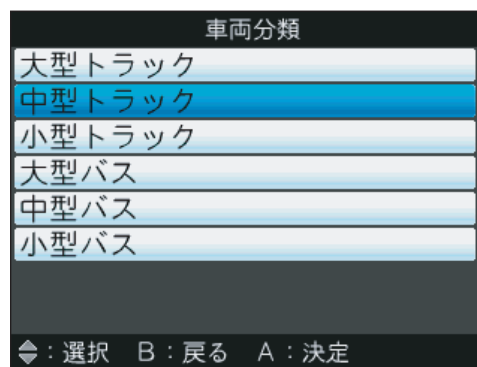 車両分類
大型トラック
中型トラック
小型トラック
大型バス
中型バス
小型バス
：選択　B：戻る　A：決定